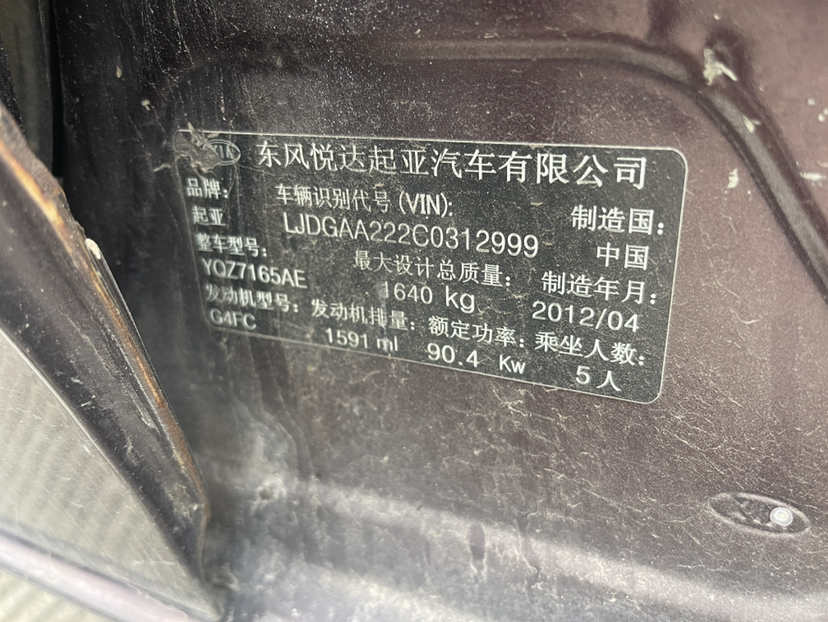 KIA 东风悦达起亚汽车有限公司
品牌: 车辆识别代号(VIN): 制造国:
起亚 LJDGAA222C0312999 中国
整车型号: 最大设计总质量: 制造年月:
YQZ7165AE 1640 kg 2012/04
发动机型号: 发动机排量: 额定功率: 乘坐人数:
G4FC 1591 ml 90.4 Kw 5人